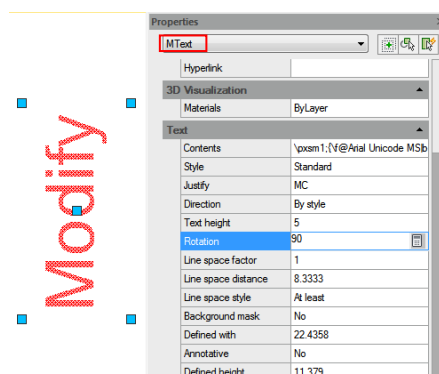 Modify
Properties
MText
Hyperlink
3D Visualization
Materials ByLayer
Text
Contents \pxsm1;{\f@Arial Unicode MS|b
Style Standard
Justify MC
Direction By style
Text height 5
Rotation 90
Line space factor 1
Line space distance 8.3333
Line space style At least
Background mask No
Defined with 22.4358
Annotative No
Defined height 11.379